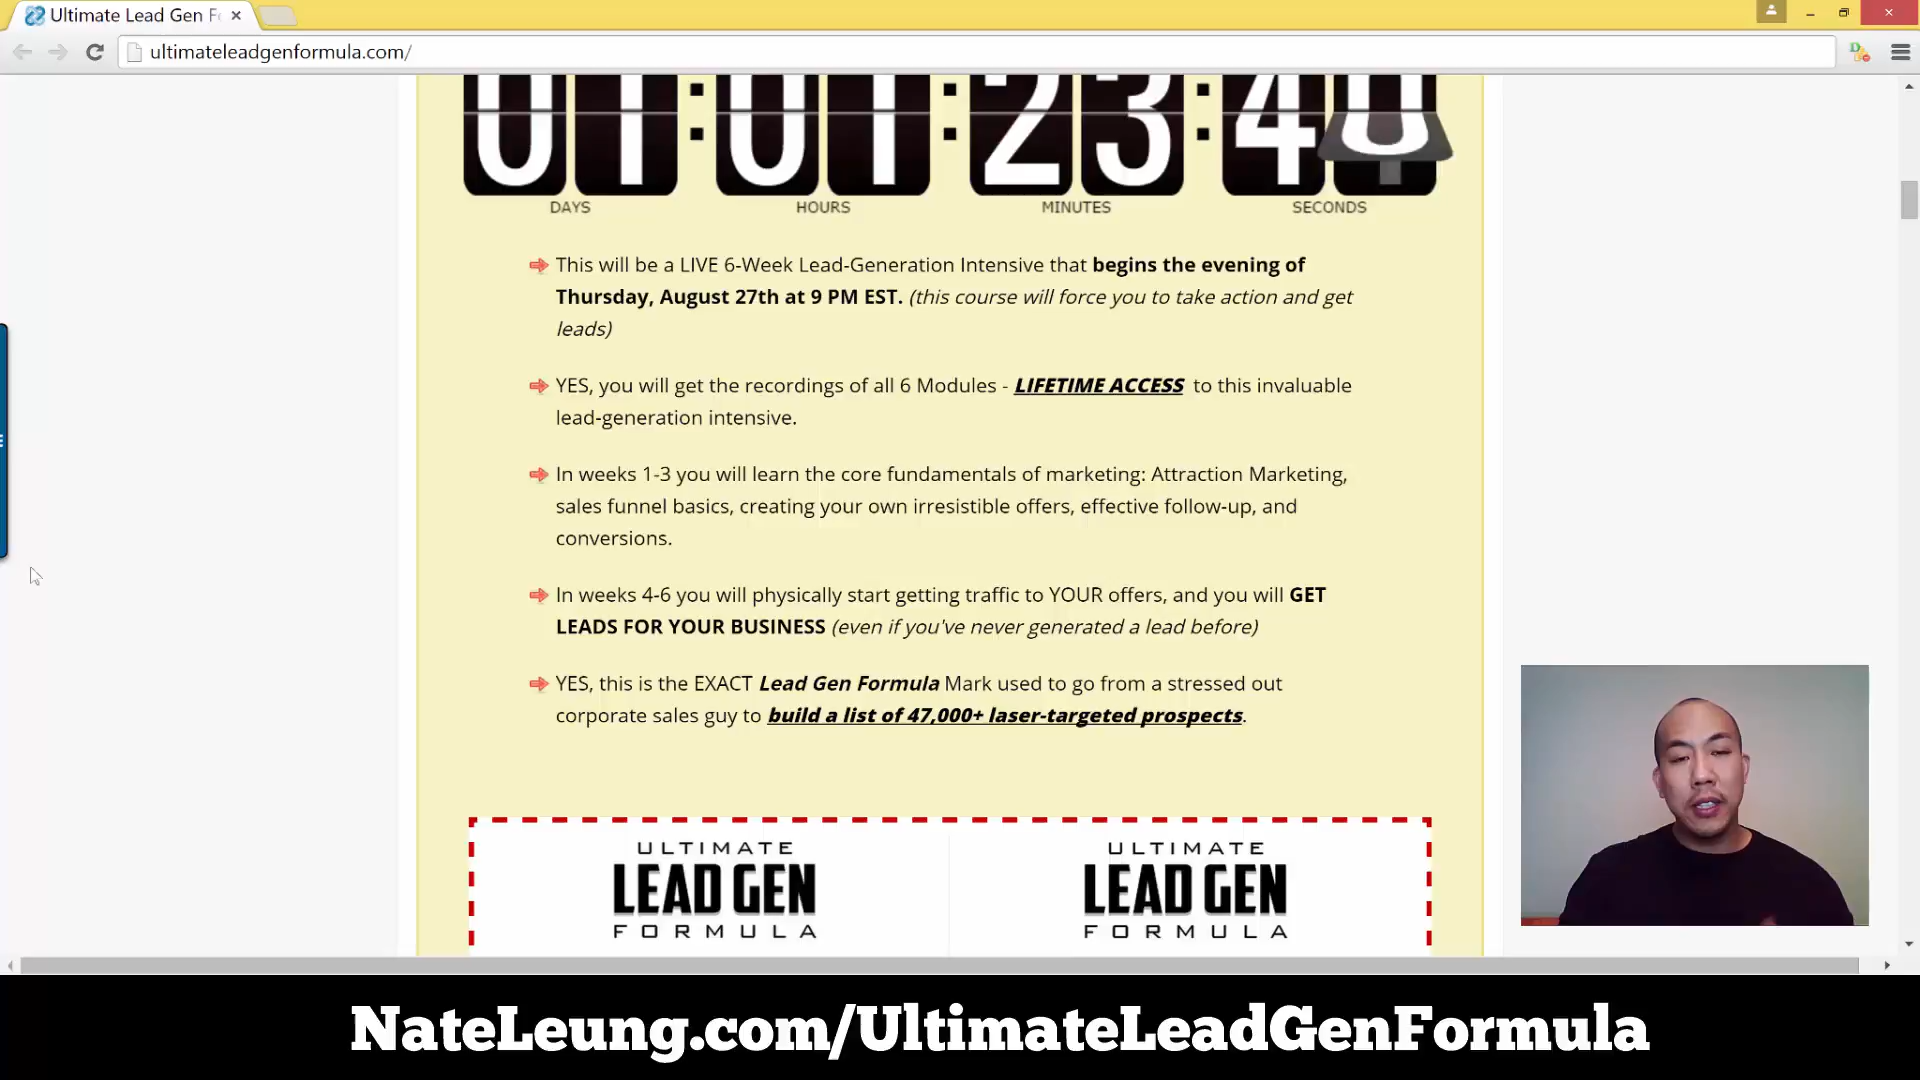 Ultimate Lead Gen Fo
ultimateleadgenformula.com/
01:01:23:40
DAYS HOURS MINUTES SECONDS
This will be a LIVE 6-Week Lead-Generation Intensive that begins the evening of
Thursday, August 27th at 9 PM EST. (this course will force you to take action and get
leads)
YES, you will get the recordings of all 6 Modules - LIFETIME ACCESS to this invaluable
lead-generation intensive.
In weeks 1-3 you will learn the core fundamentals of marketing: Attraction Marketing,
sales funnel basics, creating your own irresistible offers, effective follow-up, and
conversions.
In weeks 4-6 you will physically start getting traffic to YOUR offers, and you will GET
LEADS FOR YOUR BUSINESS (even if you've never generated a lead before)
YES, this is the EXACT Lead Gen Formula Mark used to go from a stressed out
corporate sales guy to build a list of 47,000+ laser-targeted prospects.
ULTIMATE
LEAD GEN
FORMULA
ULTIMATE
LEAD GEN
FORMULA
NateLeung.com/UltimateLeadGenFormula